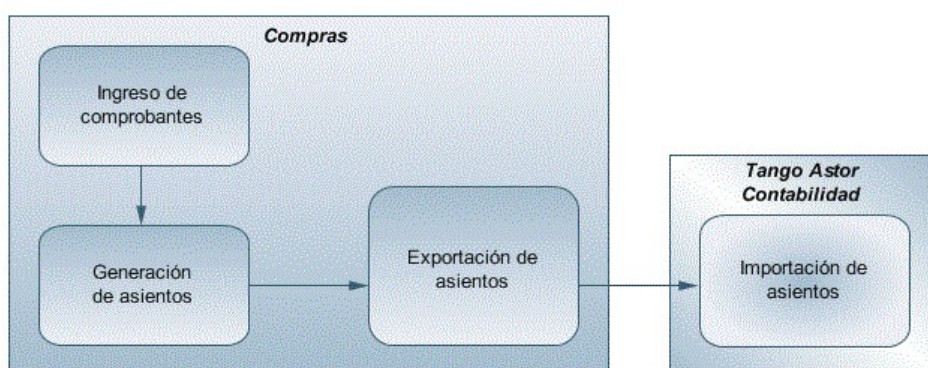 Compras
Ingreso de
comprobantes
Generación
de asientos
Exportación de
asientos
Tango Astor
Contabilidad
Importación de
asientos